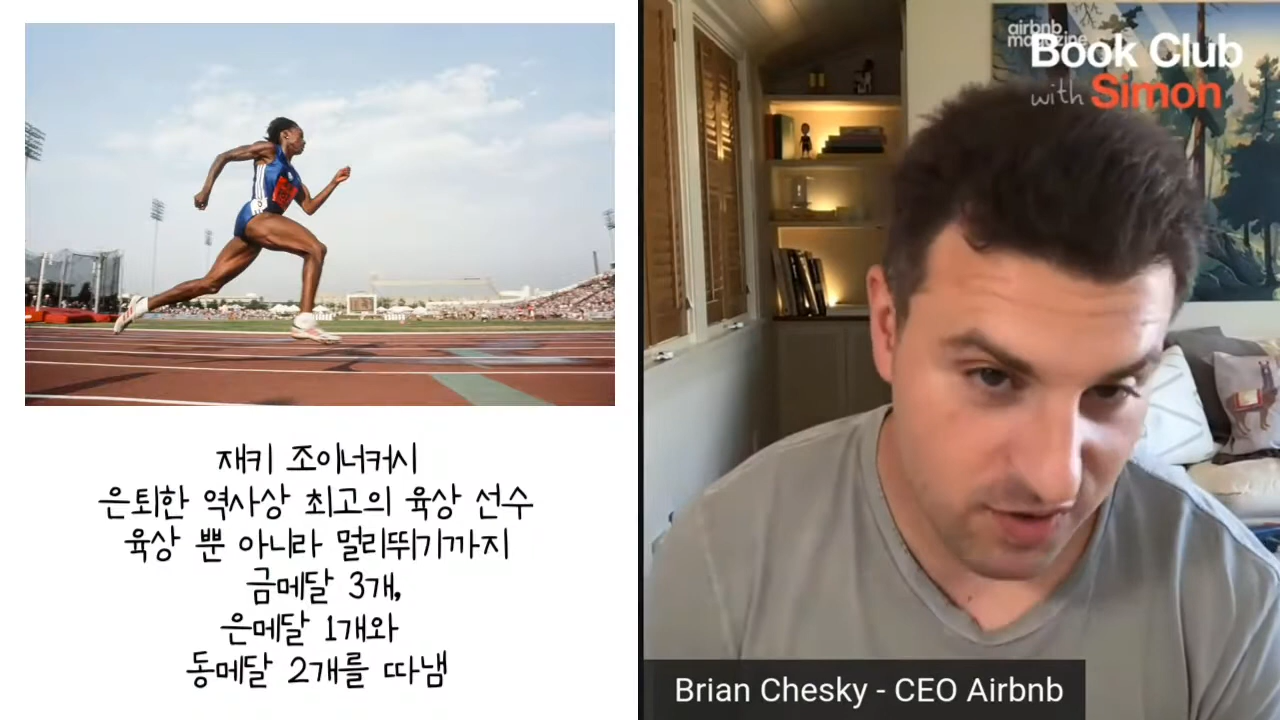 재키 조이너커시
은퇴한 역사상 최고의 육상 선수
육상 뿐 아니라 멀리뛰기까지
금메달 3개,
은메달 1개와
동메달 2개를 따냄
airbnb
magazine
Book Club
with Simon
Brian Chesky - CEO Airbnb